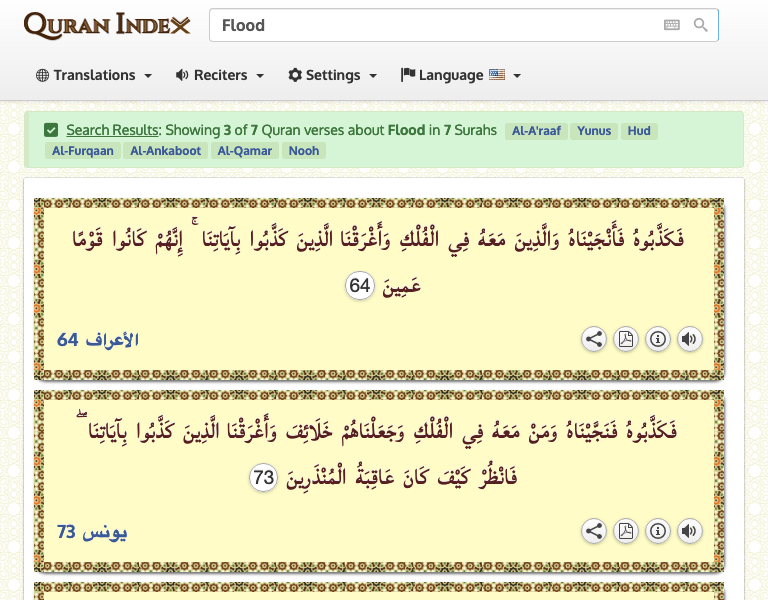 QURAN INDEX
Flood
Translations Reciters Settings Language
Search Results: Showing 3 of 7 Quran verses about Flood in 7 Surahs Al-A'raaf Yunus Hud
Al-Furqaan Al-Ankaboot Al-Qamar Nooh
فَكَذَّبُوهُ فَأَنْجَيْنَاهُ وَالَّذِينَ مَعَهُ فِي الْفُلْكِ وَأَغْرَقْنَا الَّذِينَ كَذَّبُوا بِآيَاتِنَا ۚ إِنَّهُمْ كَانُوا قَوْمًا
عَمِينَ 64
الأعراف 64
فَكَذَّبُوهُ فَنَجَّيْنَاهُ وَمَنْ مَعَهُ فِي الْفُلْكِ وَجَعَلْنَاهُمْ خَلَائِفَ وَأَغْرَقْنَا الَّذِينَ كَذَّبُوا بِآيَاتِنَا ۖ
فَانْظُرْ كَيْفَ كَانَ عَاقِبَةُ الْمُنْذَرِينَ 73
يونس 73